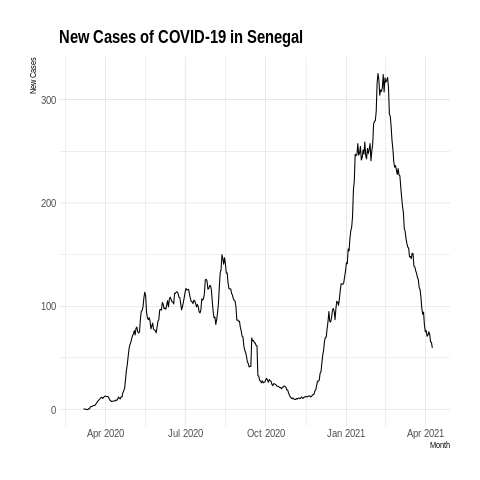 New Cases of COVID-19 in Senegal
New Cases
300
200
100
0
Apr 2020 Jul 2020 Oct 2020 Jan 2021 Apr 2021
Month